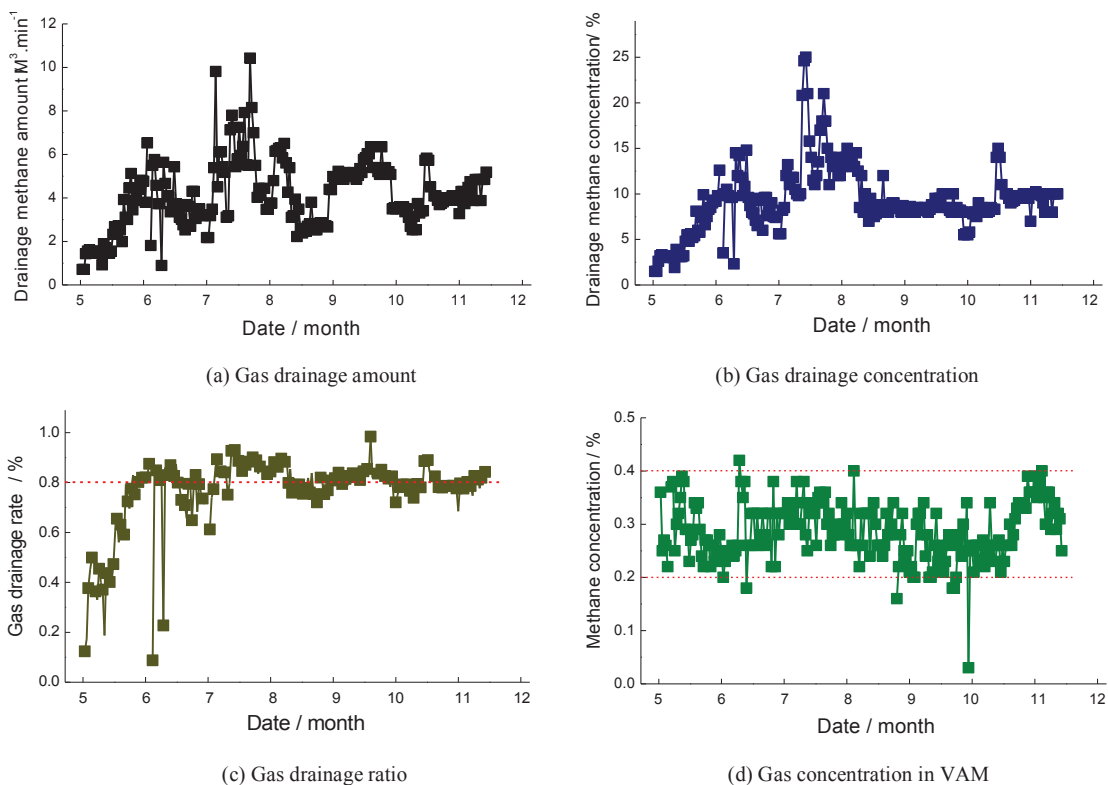 12
10
8
6
4
2
0
Drainage methane amount M³.min⁻¹
5 6 7 8 9 10 11 12
Date / month
(a) Gas drainage amount
25
20
15
10
5
0
Drainage methane concentration/ %
5 6 7 8 9 10 11 12
Date / month
(b) Gas drainage concentration
1.0
0.8
0.6
0.4
0.2
0.0
Gas drainage rate / %
5 6 7 8 9 10 11 12
Date / month
(c) Gas drainage ratio
0.5
0.4
0.3
0.2
0.1
0.0
Methane concentration / %
5 6 7 8 9 10 11 12
Date / month
(d) Gas concentration in VAM